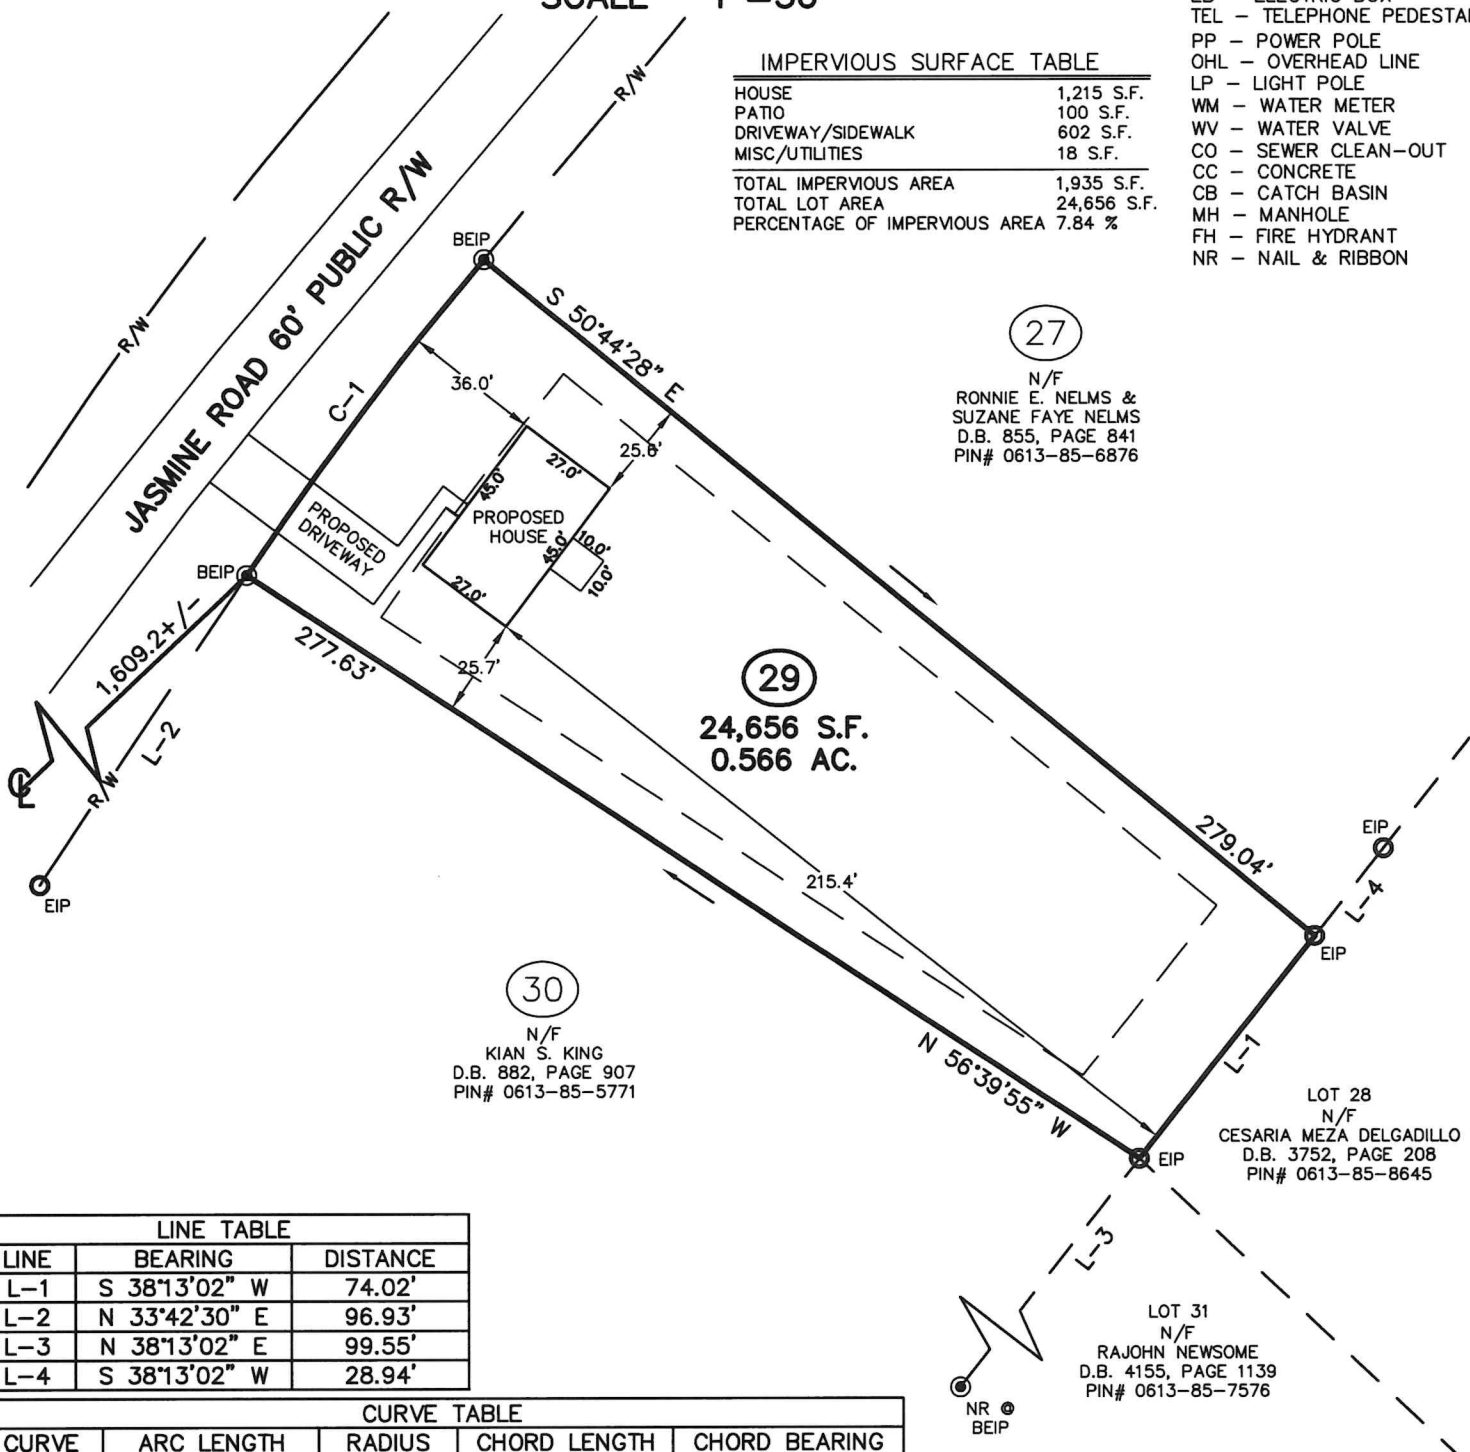 TEL – TELEPHONE PEDESTAL
PP – POWER POLE
OHL – OVERHEAD LINE
LP – LIGHT POLE
WM – WATER METER
WV – WATER VALVE
CO – SEWER CLEAN–OUT
CC – CONCRETE
CB – CATCH BASIN
MH – MANHOLE
FH – FIRE HYDRANT
NR – NAIL & RIBBON
IMPERVIOUS SURFACE TABLE
HOUSE 1,215 S.F.
PATIO 100 S.F.
DRIVEWAY/SIDEWALK 602 S.F.
MISC/UTILITIES 18 S.F.
TOTAL IMPERVIOUS AREA 1,935 S.F.
TOTAL LOT AREA 24,656 S.F.
PERCENTAGE OF IMPERVIOUS AREA 7.84 %
R/W
R/W
JASMINE ROAD 60' PUBLIC R/W
BEIP
S 50°44'28" E
C–1
36.0'
25.6'
27.0'
45.0'
PROPOSED
HOUSE
45.0'
10.0'
10.0'
27.0'
PROPOSED
DRIVEWAY
BEIP
1,609.2+/–
277.63'
25.7'
L–2
R/W
EIP
27
N/F
RONNIE E. NELMS &
SUZANE FAYE NELMS
D.B. 855, PAGE 841
PIN# 0613–85–6876
29
24,656 S.F.
0.566 AC.
215.4'
279.04'
EIP
L–4
EIP
L–1
N 56°39'55" W
EIP
30
N/F
KIAN S. KING
D.B. 882, PAGE 907
PIN# 0613–85–5771
LOT 28
N/F
CESARIA MEZA DELGADILLO
D.B. 3752, PAGE 208
PIN# 0613–85–8645
L–3
LOT 31
N/F
RAJOHN NEWSOME
D.B. 4155, PAGE 1139
PIN# 0613–85–7576
NR @
BEIP
LINE TABLE
LINE BEARING DISTANCE
L–1 S 38°13'02" W 74.02'
L–2 N 33°42'30" E 96.93'
L–3 N 38°13'02" E 99.55'
L–4 S 38°13'02" W 28.94'
CURVE TABLE
CURVE ARC LENGTH RADIUS CHORD LENGTH CHORD BEARING